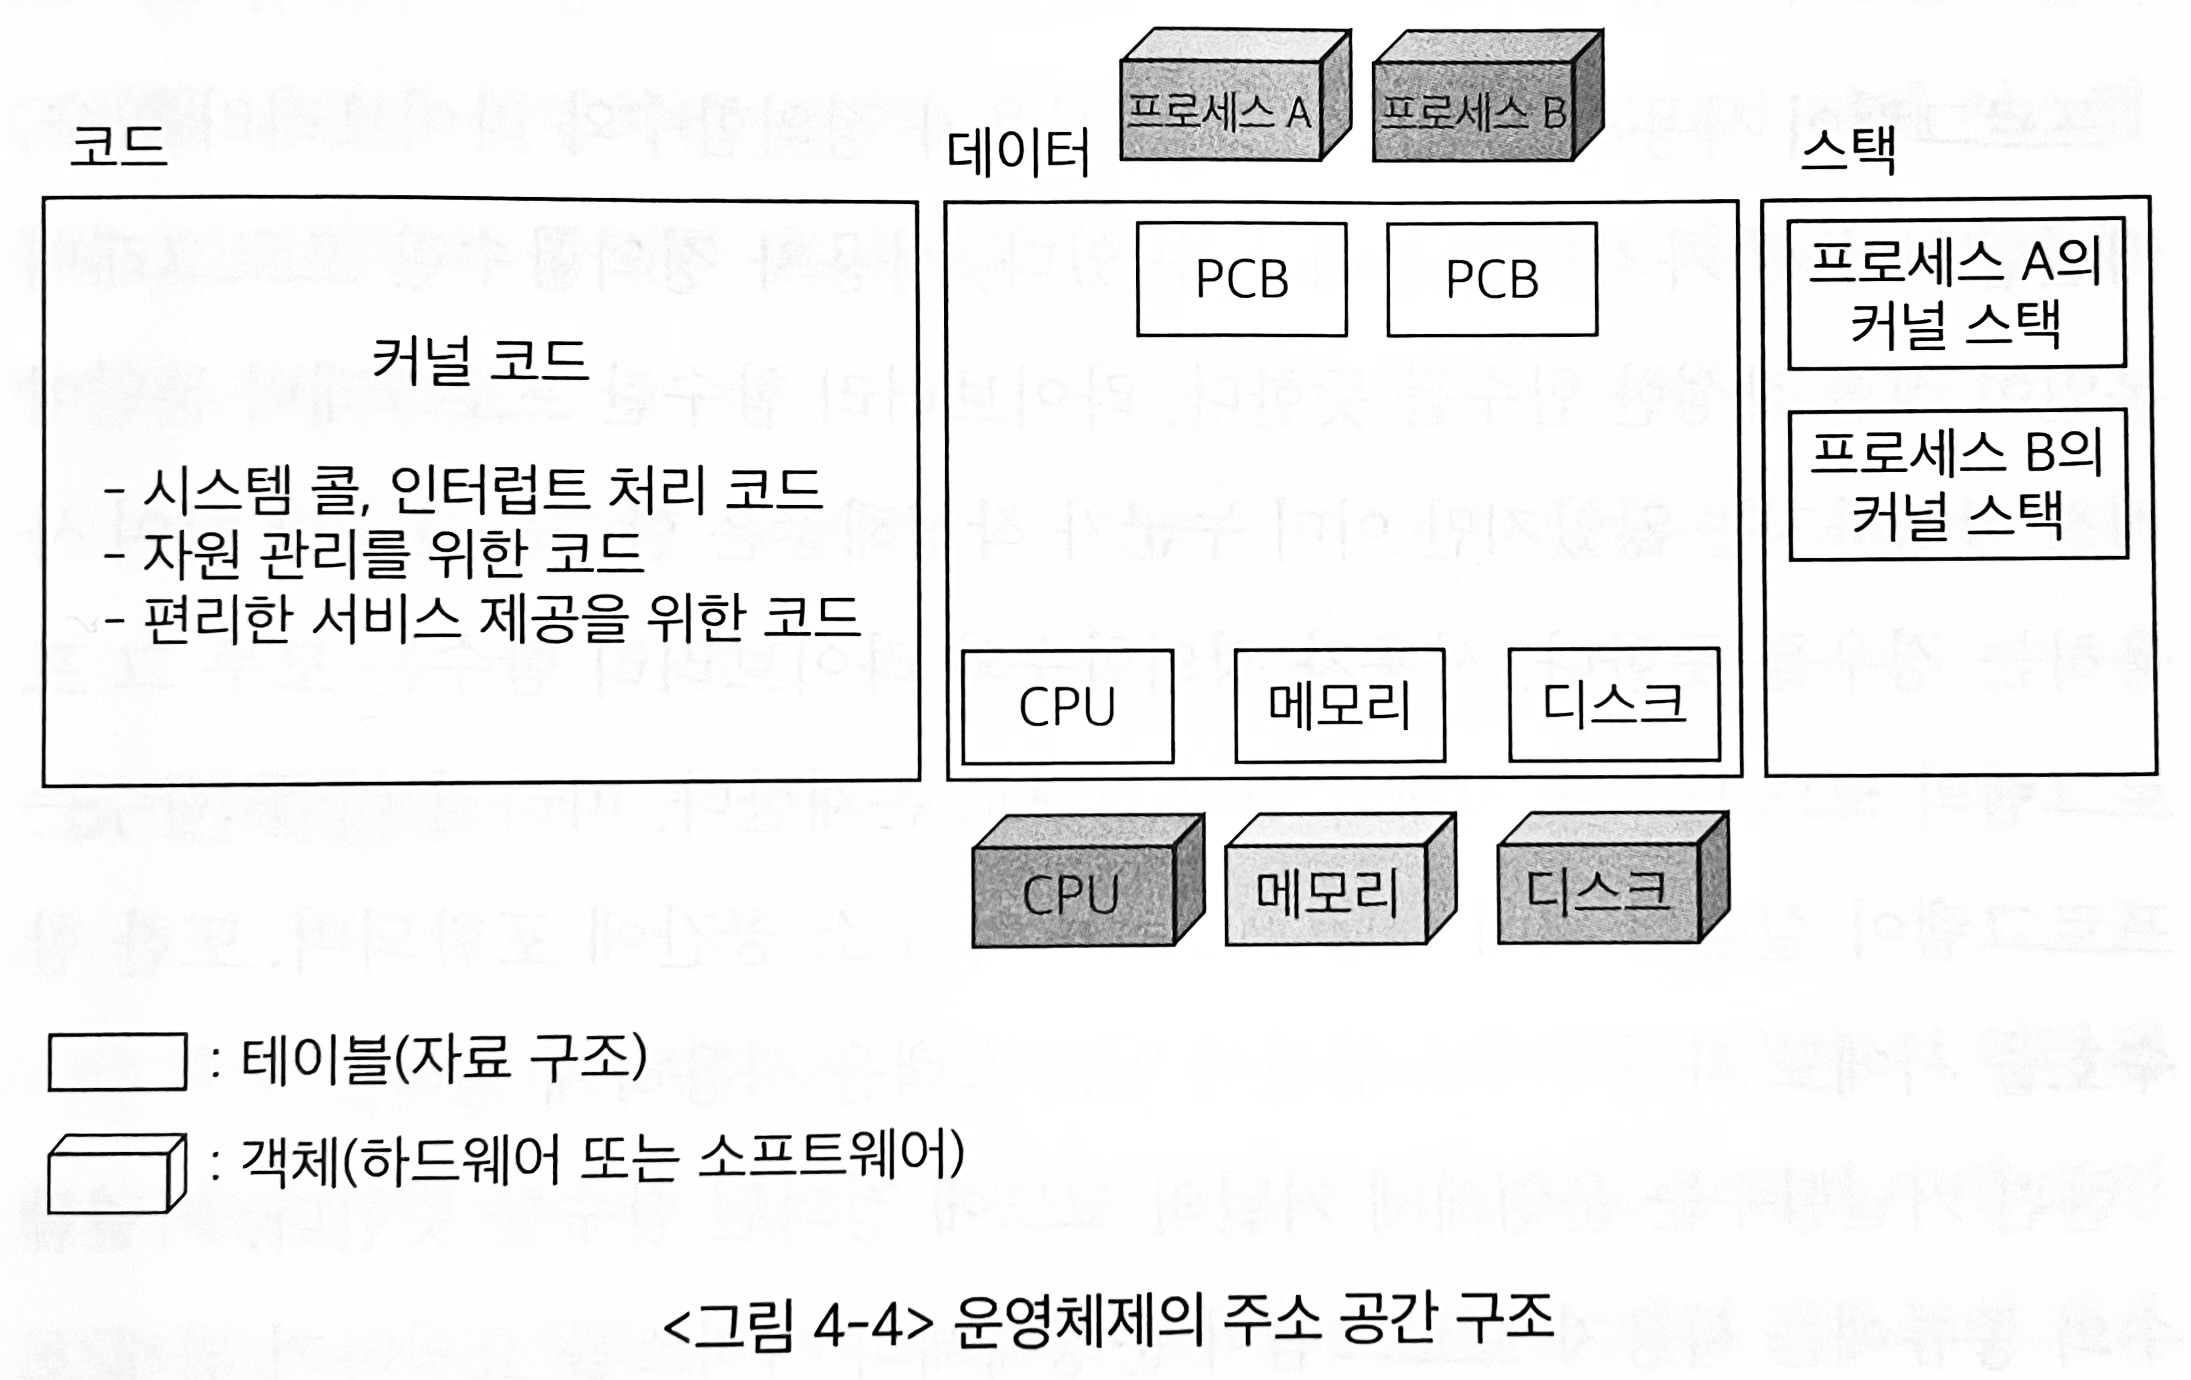 프로세스 A
프로세스 B
코드
데이터
스택
커널 코드
- 시스템 콜, 인터럽트 처리 코드
- 자원 관리를 위한 코드
- 편리한 서비스 제공을 위한 코드
PCB
PCB
CPU
메모리
디스크
프로세스 A의
커널 스택
프로세스 B의
커널 스택
CPU
메모리
디스크
: 테이블(자료 구조)
: 객체(하드웨어 또는 소프트웨어)
<그림 4-4> 운영체제의 주소 공간 구조